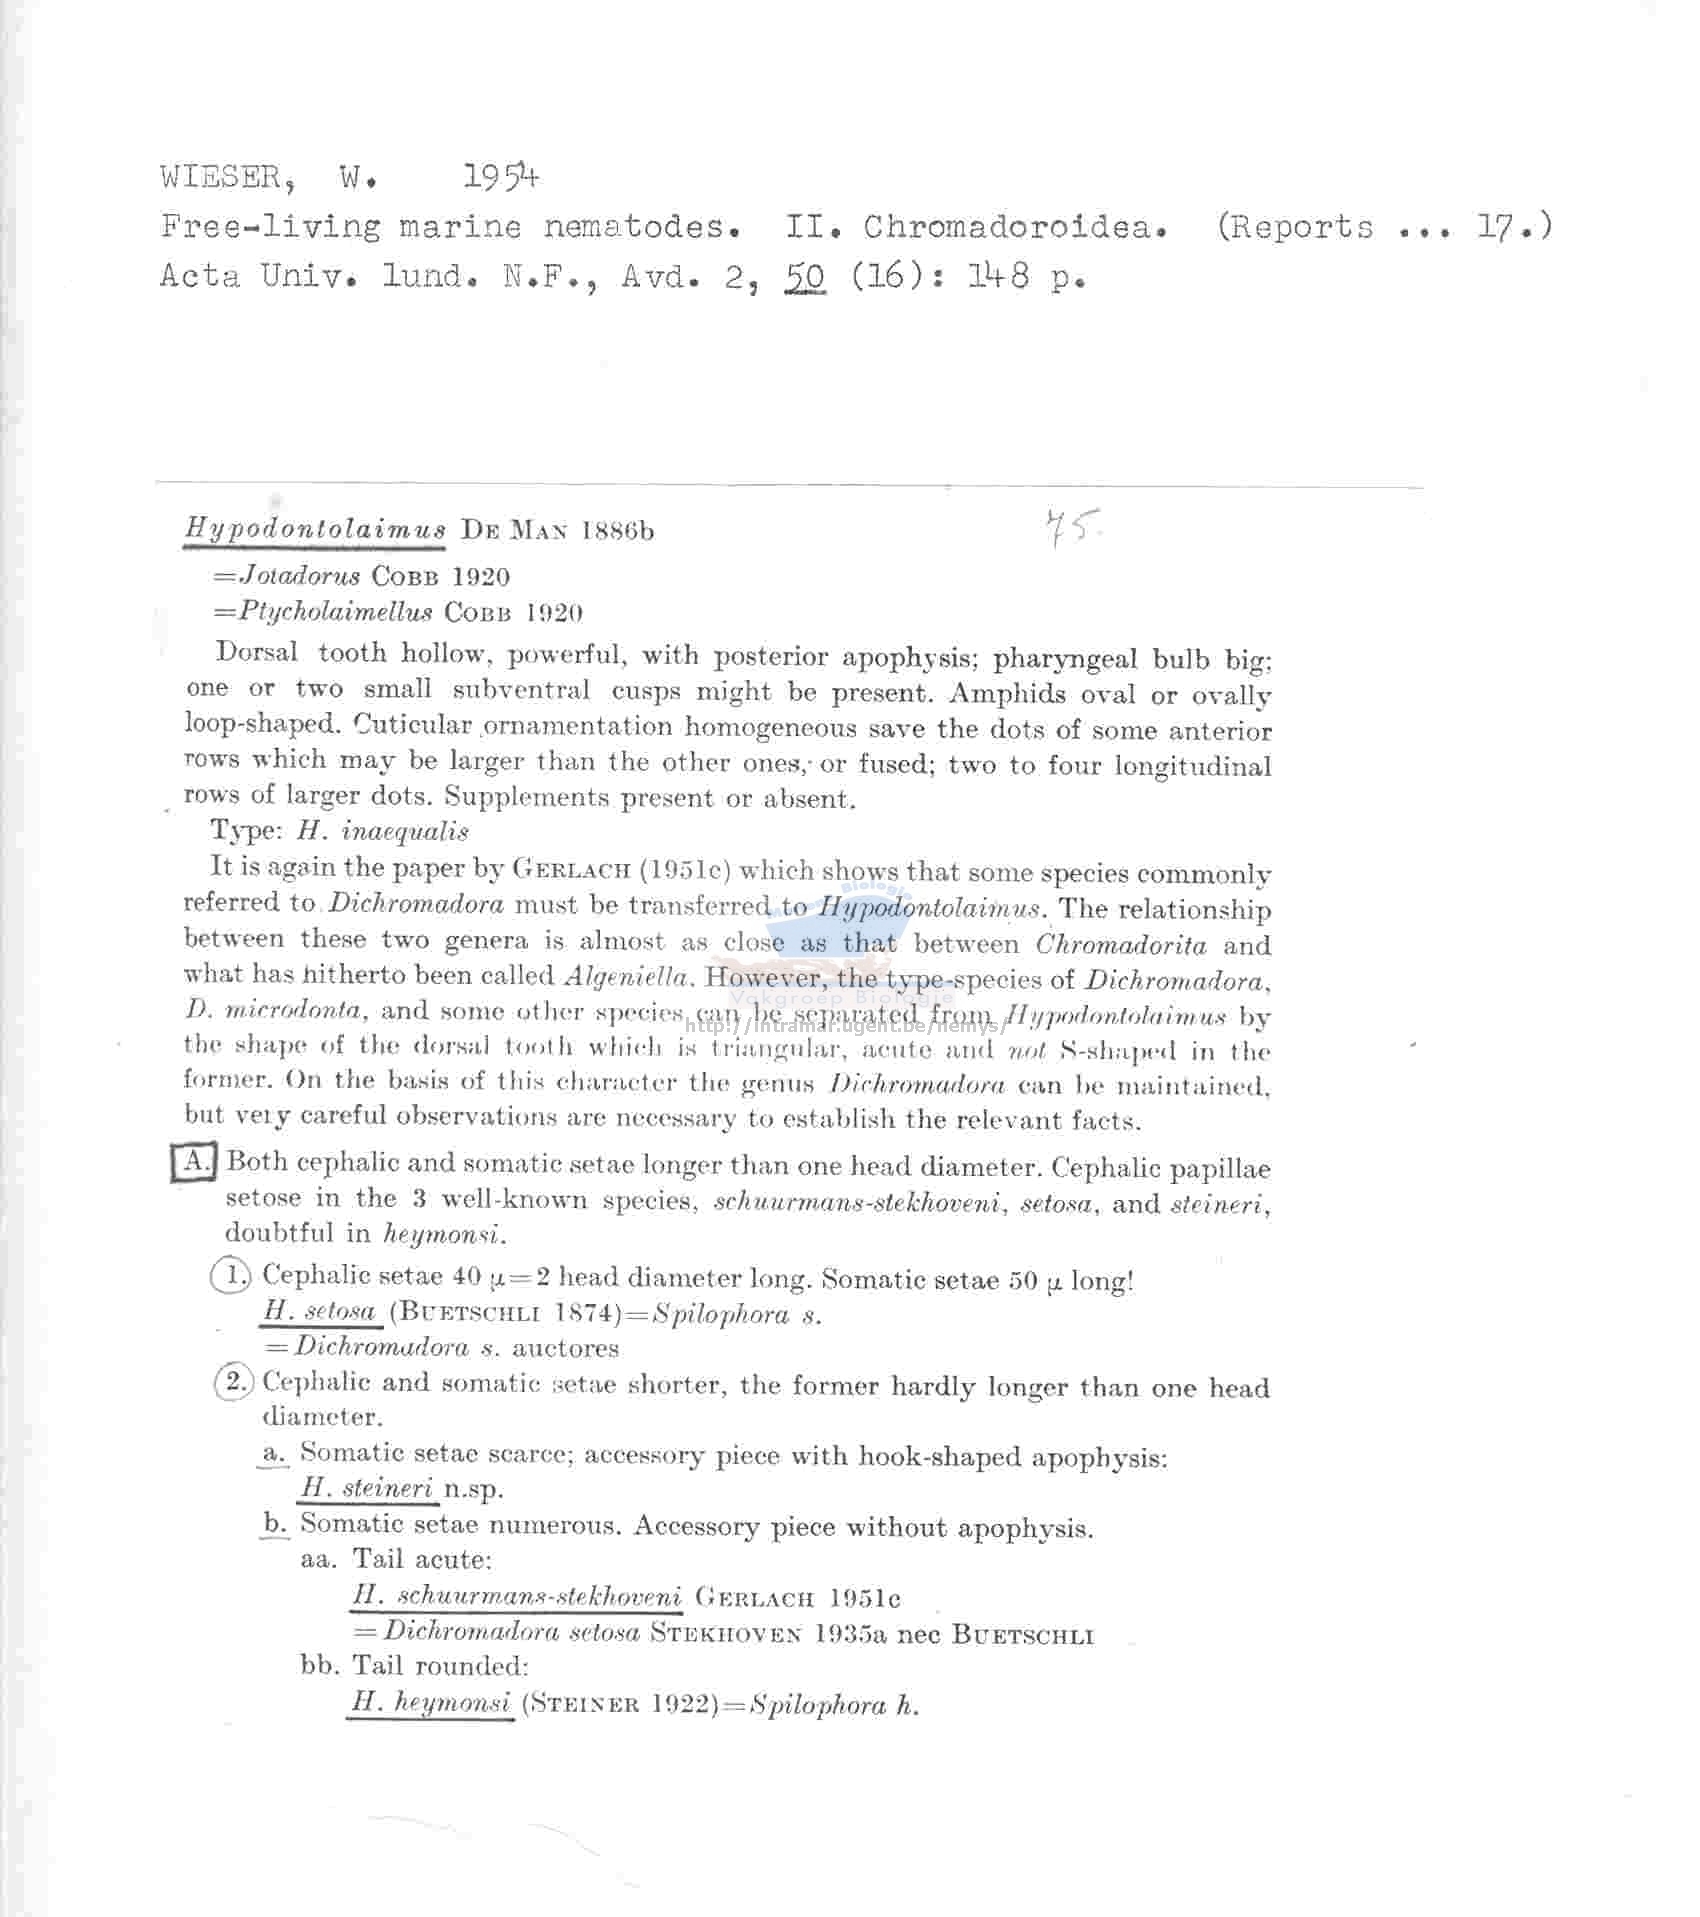 WIESER, W. 1954
Free-living marine nematodes. II. Chromadoroidea. (Reports ... 17.)
Acta Univ. lund. N.F., Avd. 2, 50 (16): 148 p.
Hypodontolaimus DE MAN 1886b
75.
=Jotadorus COBB 1920
=Ptycholaimellus COBB 1920
Dorsal tooth hollow, powerful, with posterior apophysis; pharyngeal bulb big;
one or two small subventral cusps might be present. Amphids oval or ovally
loop-shaped. Cuticular ornamentation homogeneous save the dots of some anterior
rows which may be larger than the other ones, or fused; two to four longitudinal
rows of larger dots. Supplements present or absent.
Type: H. inaequalis
It is again the paper by GERLACH (1951c) which shows that some species commonly
referred to Dichromadora must be transferred to Hypodontolaimus. The relationship
between these two genera is almost as close as that between Chromadorita and
what has hitherto been called Algeniella. However, the type-species of Dichromadora,
D. microdonta, and some other species can be separated from Hypodontolaimus by
the shape of the dorsal tooth which is triangular, acute and not S-shaped in the
former. On the basis of this character the genus Dichromadora can be maintained,
but very careful observations are necessary to establish the relevant facts.
A. Both cephalic and somatic setae longer than one head diameter. Cephalic papillae
setose in the 3 well-known species, schuurmans-stekhoveni, setosa, and steineri,
doubtful in heymonsi.
1. Cephalic setae 40 μ=2 head diameter long. Somatic setae 50 μ long!
H. setosa (BUETSCHLI 1874)=Spilophora s.
=Dichromadora s. auctores
2. Cephalic and somatic setae shorter, the former hardly longer than one head
diameter.
a. Somatic setae scarce; accessory piece with hook-shaped apophysis:
H. steineri n.sp.
b. Somatic setae numerous. Accessory piece without apophysis.
aa. Tail acute:
H. schuurmans-stekhoveni GERLACH 1951c
=Dichromadora setosa STEKHOVEN 1935a nec BUETSCHLI
bb. Tail rounded:
H. heymonsi (STEINER 1922)=Spilophora h.
Biologie
Vakgroep Biologie
http://intramar.ugent.be/nemys/